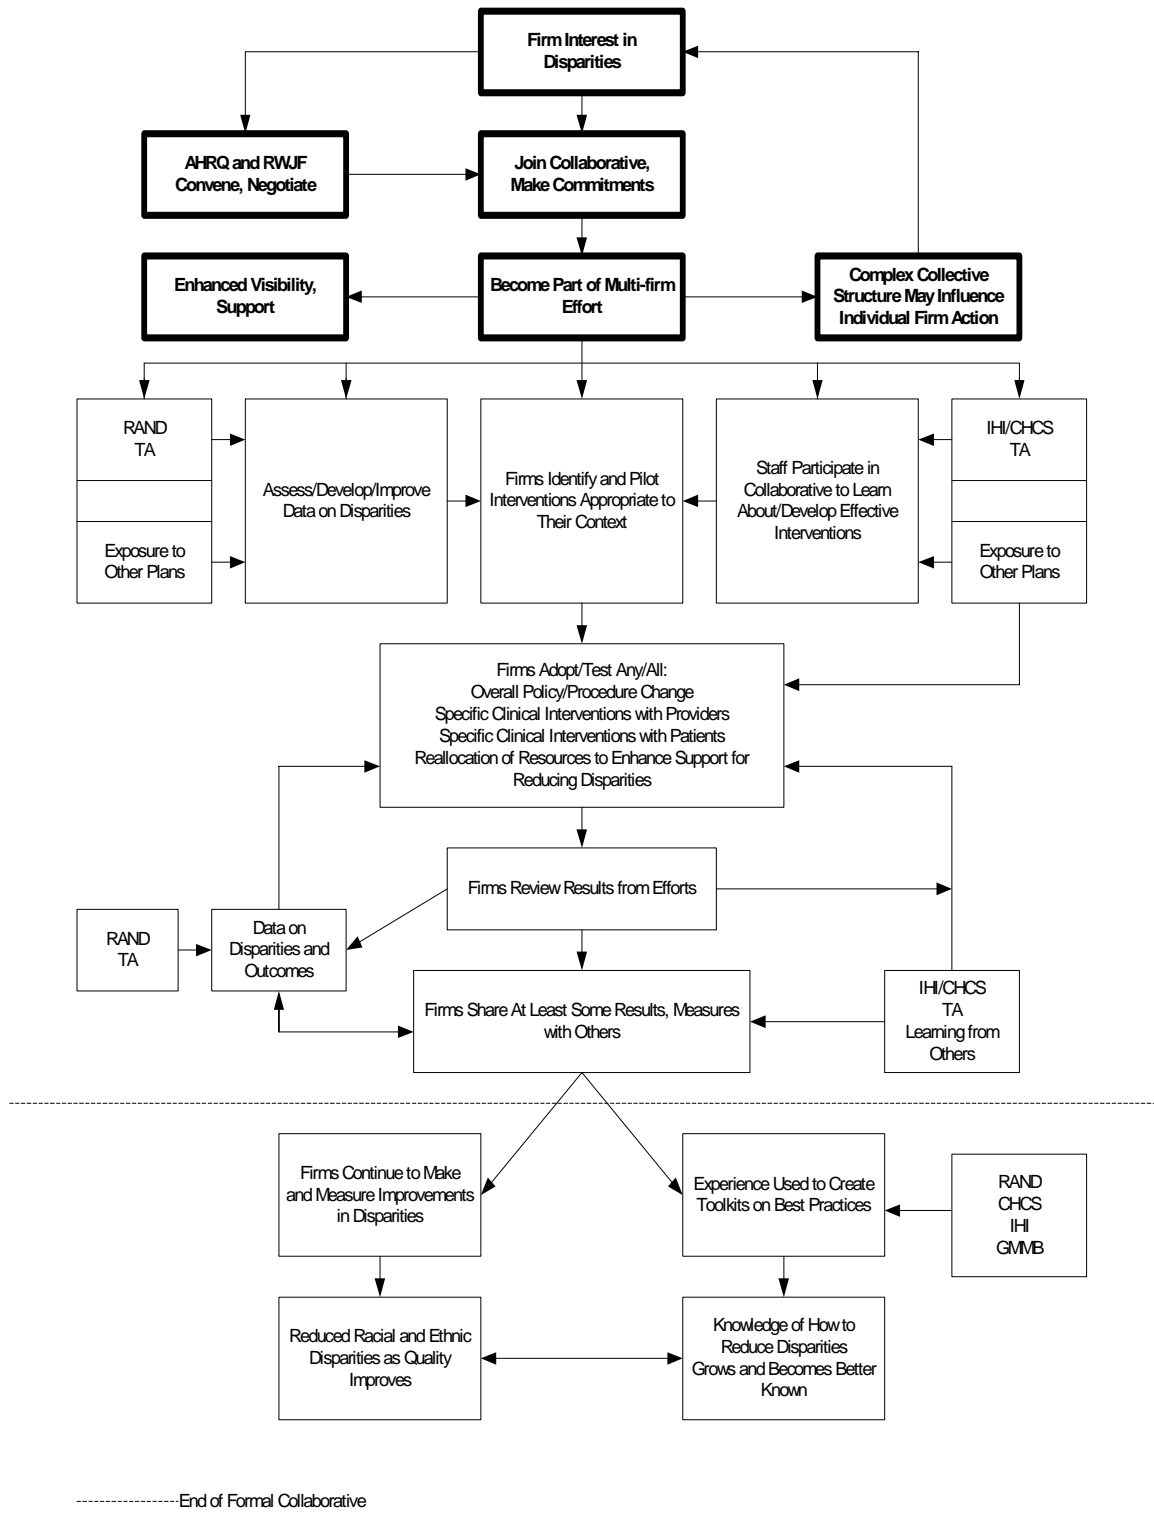 Firm Interest in
Disparities
AHRQ and RWJF
Convene, Negotiate
Join Collaborative,
Make Commitments
Enhanced Visibility,
Support
Become Part of Multi-firm
Effort
Complex Collective
Structure May Influence
Individual Firm Action
RAND
TA
Exposure to
Other Plans
Assess/Develop/Improve
Data on Disparities
Firms Identify and Pilot
Interventions Appropriate to
Their Context
Staff Participate in
Collaborative to Learn
About/Develop Effective
Interventions
IHI/CHCS
TA
Exposure to
Other Plans
Firms Adopt/Test Any/All:
Overall Policy/Procedure Change
Specific Clinical Interventions with Providers
Specific Clinical Interventions with Patients
Reallocation of Resources to Enhance Support for
Reducing Disparities
Firms Review Results from Efforts
RAND
TA
Data on
Disparities and
Outcomes
Firms Share At Least Some Results, Measures
with Others
IHI/CHCS
TA
Learning from
Others
Firms Continue to Make
and Measure Improvements
in Disparities
Experience Used to Create
Toolkits on Best Practices
RAND
CHCS
IHI
GMMB
Reduced Racial and Ethnic
Disparities as Quality
Improves
Knowledge of How to
Reduce Disparities
Grows and Becomes Better
Known
End of Formal Collaborative